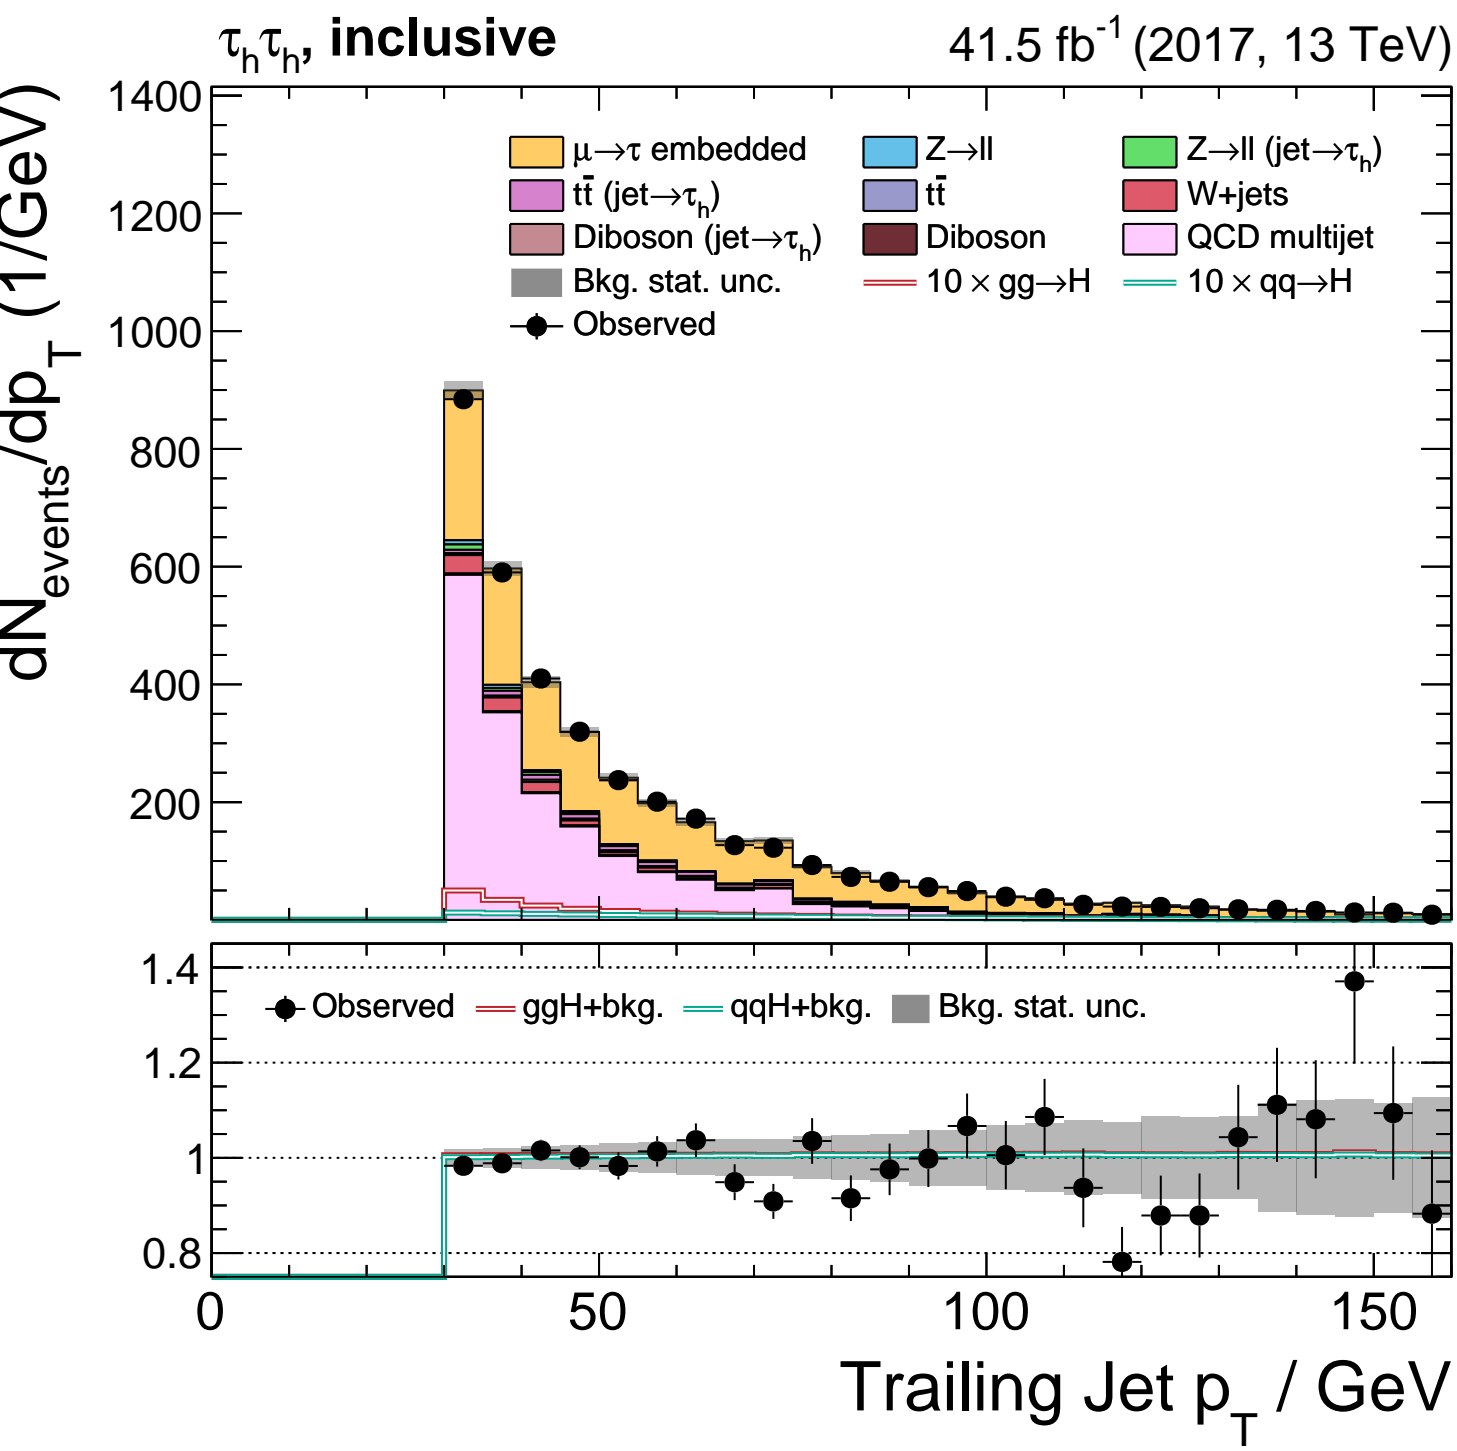 τhτh, inclusive
41.5 fb-1 (2017, 13 TeV)
dNevents/dpT (1/GeV)
1400
1200
1000
800
600
400
200
μ→τ embedded
Z→ll
Z→ll (jet→τh)
tt̄ (jet→τh)
tt̄
W+jets
Diboson (jet→τh)
Diboson
QCD multijet
Bkg. stat. unc.
10 × gg→H
10 × qq→H
Observed
1.4
1.2
1
0.8
Observed
ggH+bkg.
qqH+bkg.
Bkg. stat. unc.
0
50
100
150
Trailing Jet pT / GeV